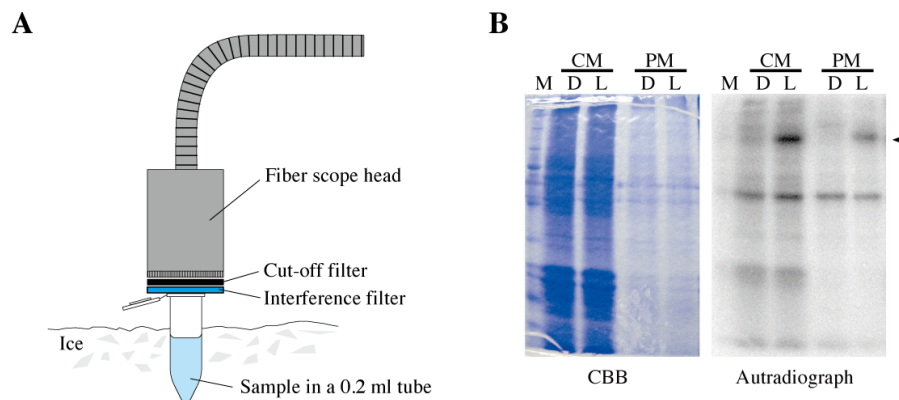 A
Fiber scope head
Cut-off filter
Interference filter
Ice
Sample in a 0.2 ml tube
B
CM PM CM PM
M D L D L M D L D L
CBB Autradiograph